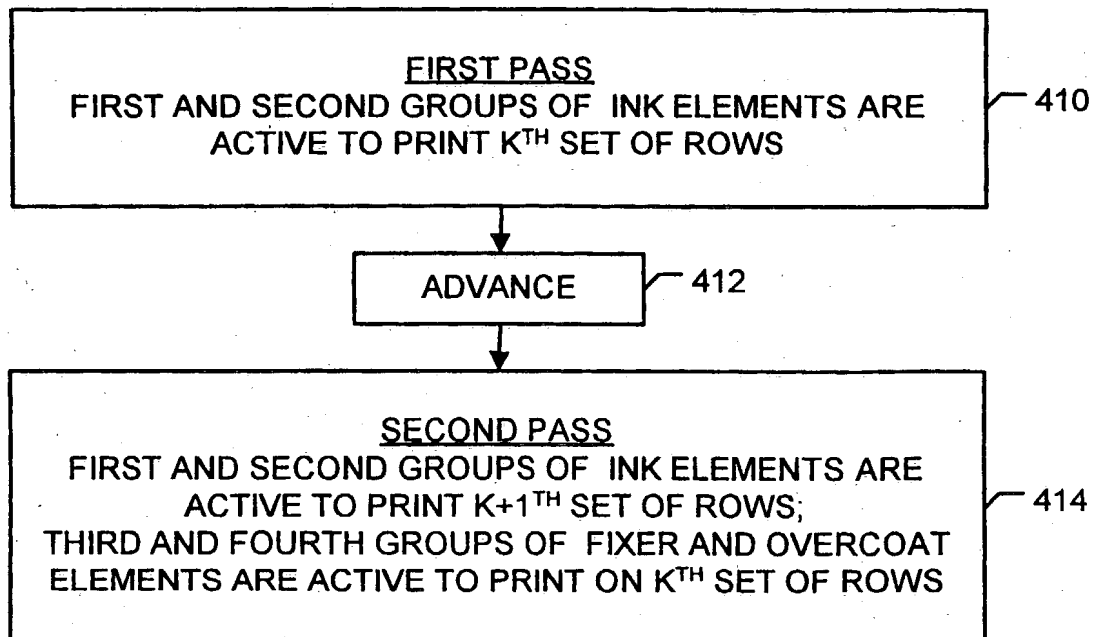 FIRST PASS
FIRST AND SECOND GROUPS OF INK ELEMENTS ARE
ACTIVE TO PRINT KTH SET OF ROWS
410
ADVANCE
412
SECOND PASS
FIRST AND SECOND GROUPS OF INK ELEMENTS ARE
ACTIVE TO PRINT K+1TH SET OF ROWS;
THIRD AND FOURTH GROUPS OF FIXER AND OVERCOAT
ELEMENTS ARE ACTIVE TO PRINT ON KTH SET OF ROWS
414